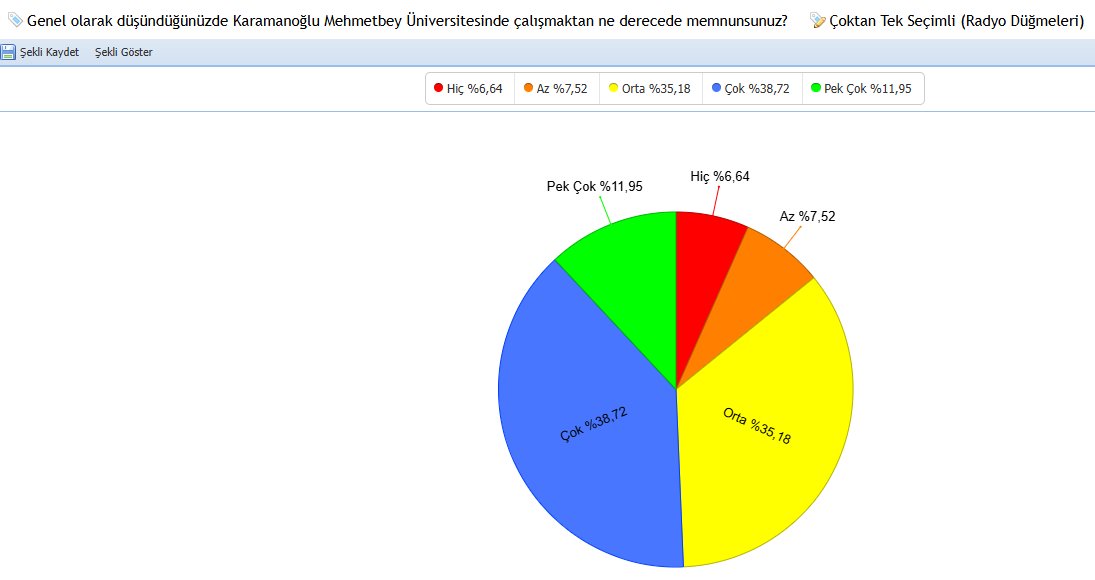 Genel olarak düşündüğünüzde Karamanoğlu Mehmetbey Üniversitesinde çalışmaktan ne derecede memnunsunuz? Çoktan Tek Seçimli (Radyo Düğmeleri)
Şekli Kaydet Şekli Göster
Hiç %6,64 Az %7,52 Orta %35,18 Çok %38,72 Pek Çok %11,95
Hiç %6,64
Pek Çok %11,95
Az %7,52
Çok %38,72
Orta %35,18